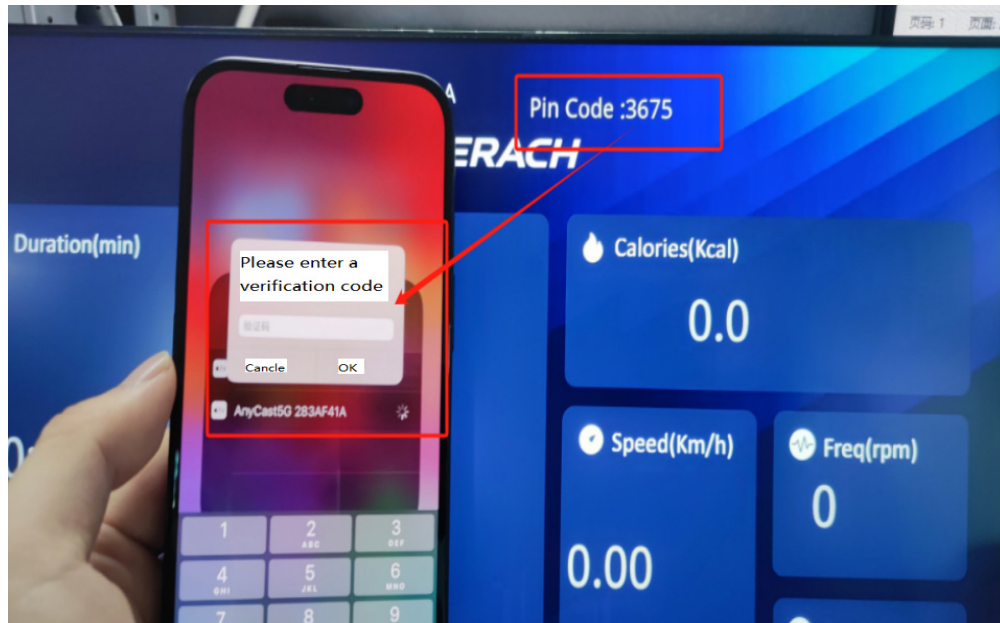 页码: 1 页面:
A
Pin Code :3675
ERACH
Duration(min)
Calories(Kcal)
0.0
Please enter a
verification code
验证码
Cancle OK
AnyCast5G 283AF41A
Speed(Km/h)
0.00
Freq(rpm)
0
0
1 2 3
ABC DEF
4 5 6
GHI JKL MNO
7 8 9